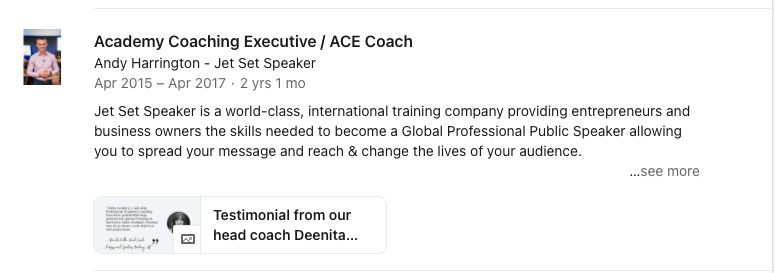 Academy Coaching Executive / ACE Coach
Andy Harrington - Jet Set Speaker
Apr 2015 – Apr 2017 · 2 yrs 1 mo
Jet Set Speaker is a world-class, international training company providing entrepreneurs and
business owners the skills needed to become a Global Professional Public Speaker allowing
you to spread your message and reach & change the lives of your audience.
...see more
Testimonial from our
head coach Deenita...